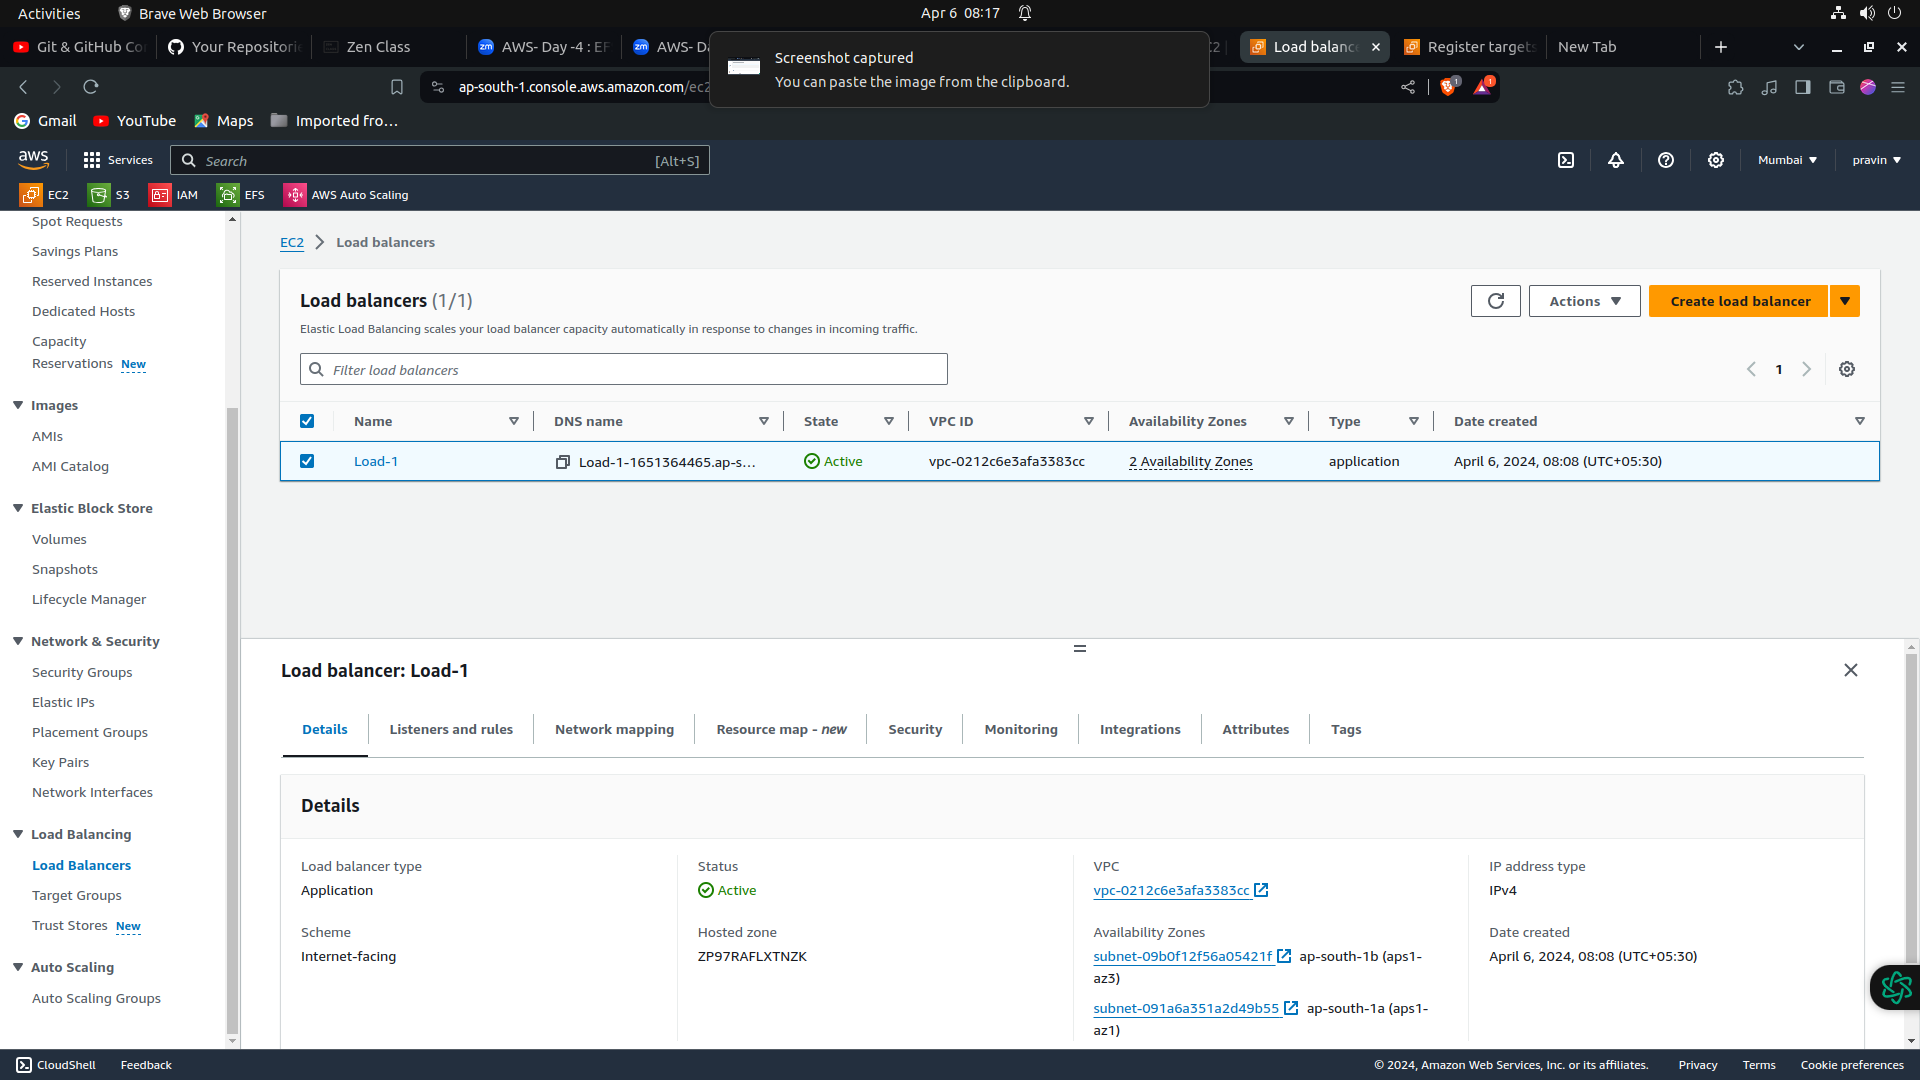 Activities
Brave Web Browser
Apr 6 08:17
Git & GitHub Co
Your Repositorie
Zen Class
AWS- Day -4 : EF
AWS- Da
Screenshot captured
You can paste the image from the clipboard.
C2
Load balanc
Register targets
New Tab
ap-south-1.console.aws.amazon.com/ec2
1
1
Gmail
YouTube
Maps
Imported fro…
aws
Services
Search
[Alt+S]
Mumbai
pravin
EC2
S3
IAM
EFS
AWS Auto Scaling
Spot Requests
Savings Plans
Reserved Instances
Dedicated Hosts
Capacity
Reservations New
Images
AMIs
AMI Catalog
Elastic Block Store
Volumes
Snapshots
Lifecycle Manager
Network & Security
Security Groups
Elastic IPs
Placement Groups
Key Pairs
Network Interfaces
Load Balancing
Load Balancers
Target Groups
Trust Stores New
Auto Scaling
Auto Scaling Groups
EC2 > Load balancers
Load balancers (1/1)
Actions
Create load balancer
Elastic Load Balancing scales your load balancer capacity automatically in response to changes in incoming traffic.
Filter load balancers
1
Name DNS name State VPC ID Availability Zones Type Date created
Load-1 Load-1-1651364465.ap-s… Active vpc-0212c6e3afa3383cc 2 Availability Zones application April 6, 2024, 08:08 (UTC+05:30)
Load balancer: Load-1
Details Listeners and rules Network mapping Resource map - new Security Monitoring Integrations Attributes Tags
Details
Load balancer type
Application
Scheme
Internet-facing
Status
Active
Hosted zone
ZP97RAFLXTNZK
VPC
vpc-0212c6e3afa3383cc
Availability Zones
subnet-09b0f12f56a05421f ap-south-1b (aps1-
az3)
subnet-091a6a351a2d49b55 ap-south-1a (aps1-
az1)
IP address type
IPv4
Date created
April 6, 2024, 08:08 (UTC+05:30)
CloudShell
Feedback
© 2024, Amazon Web Services, Inc. or its affiliates.
Privacy
Terms
Cookie preferences